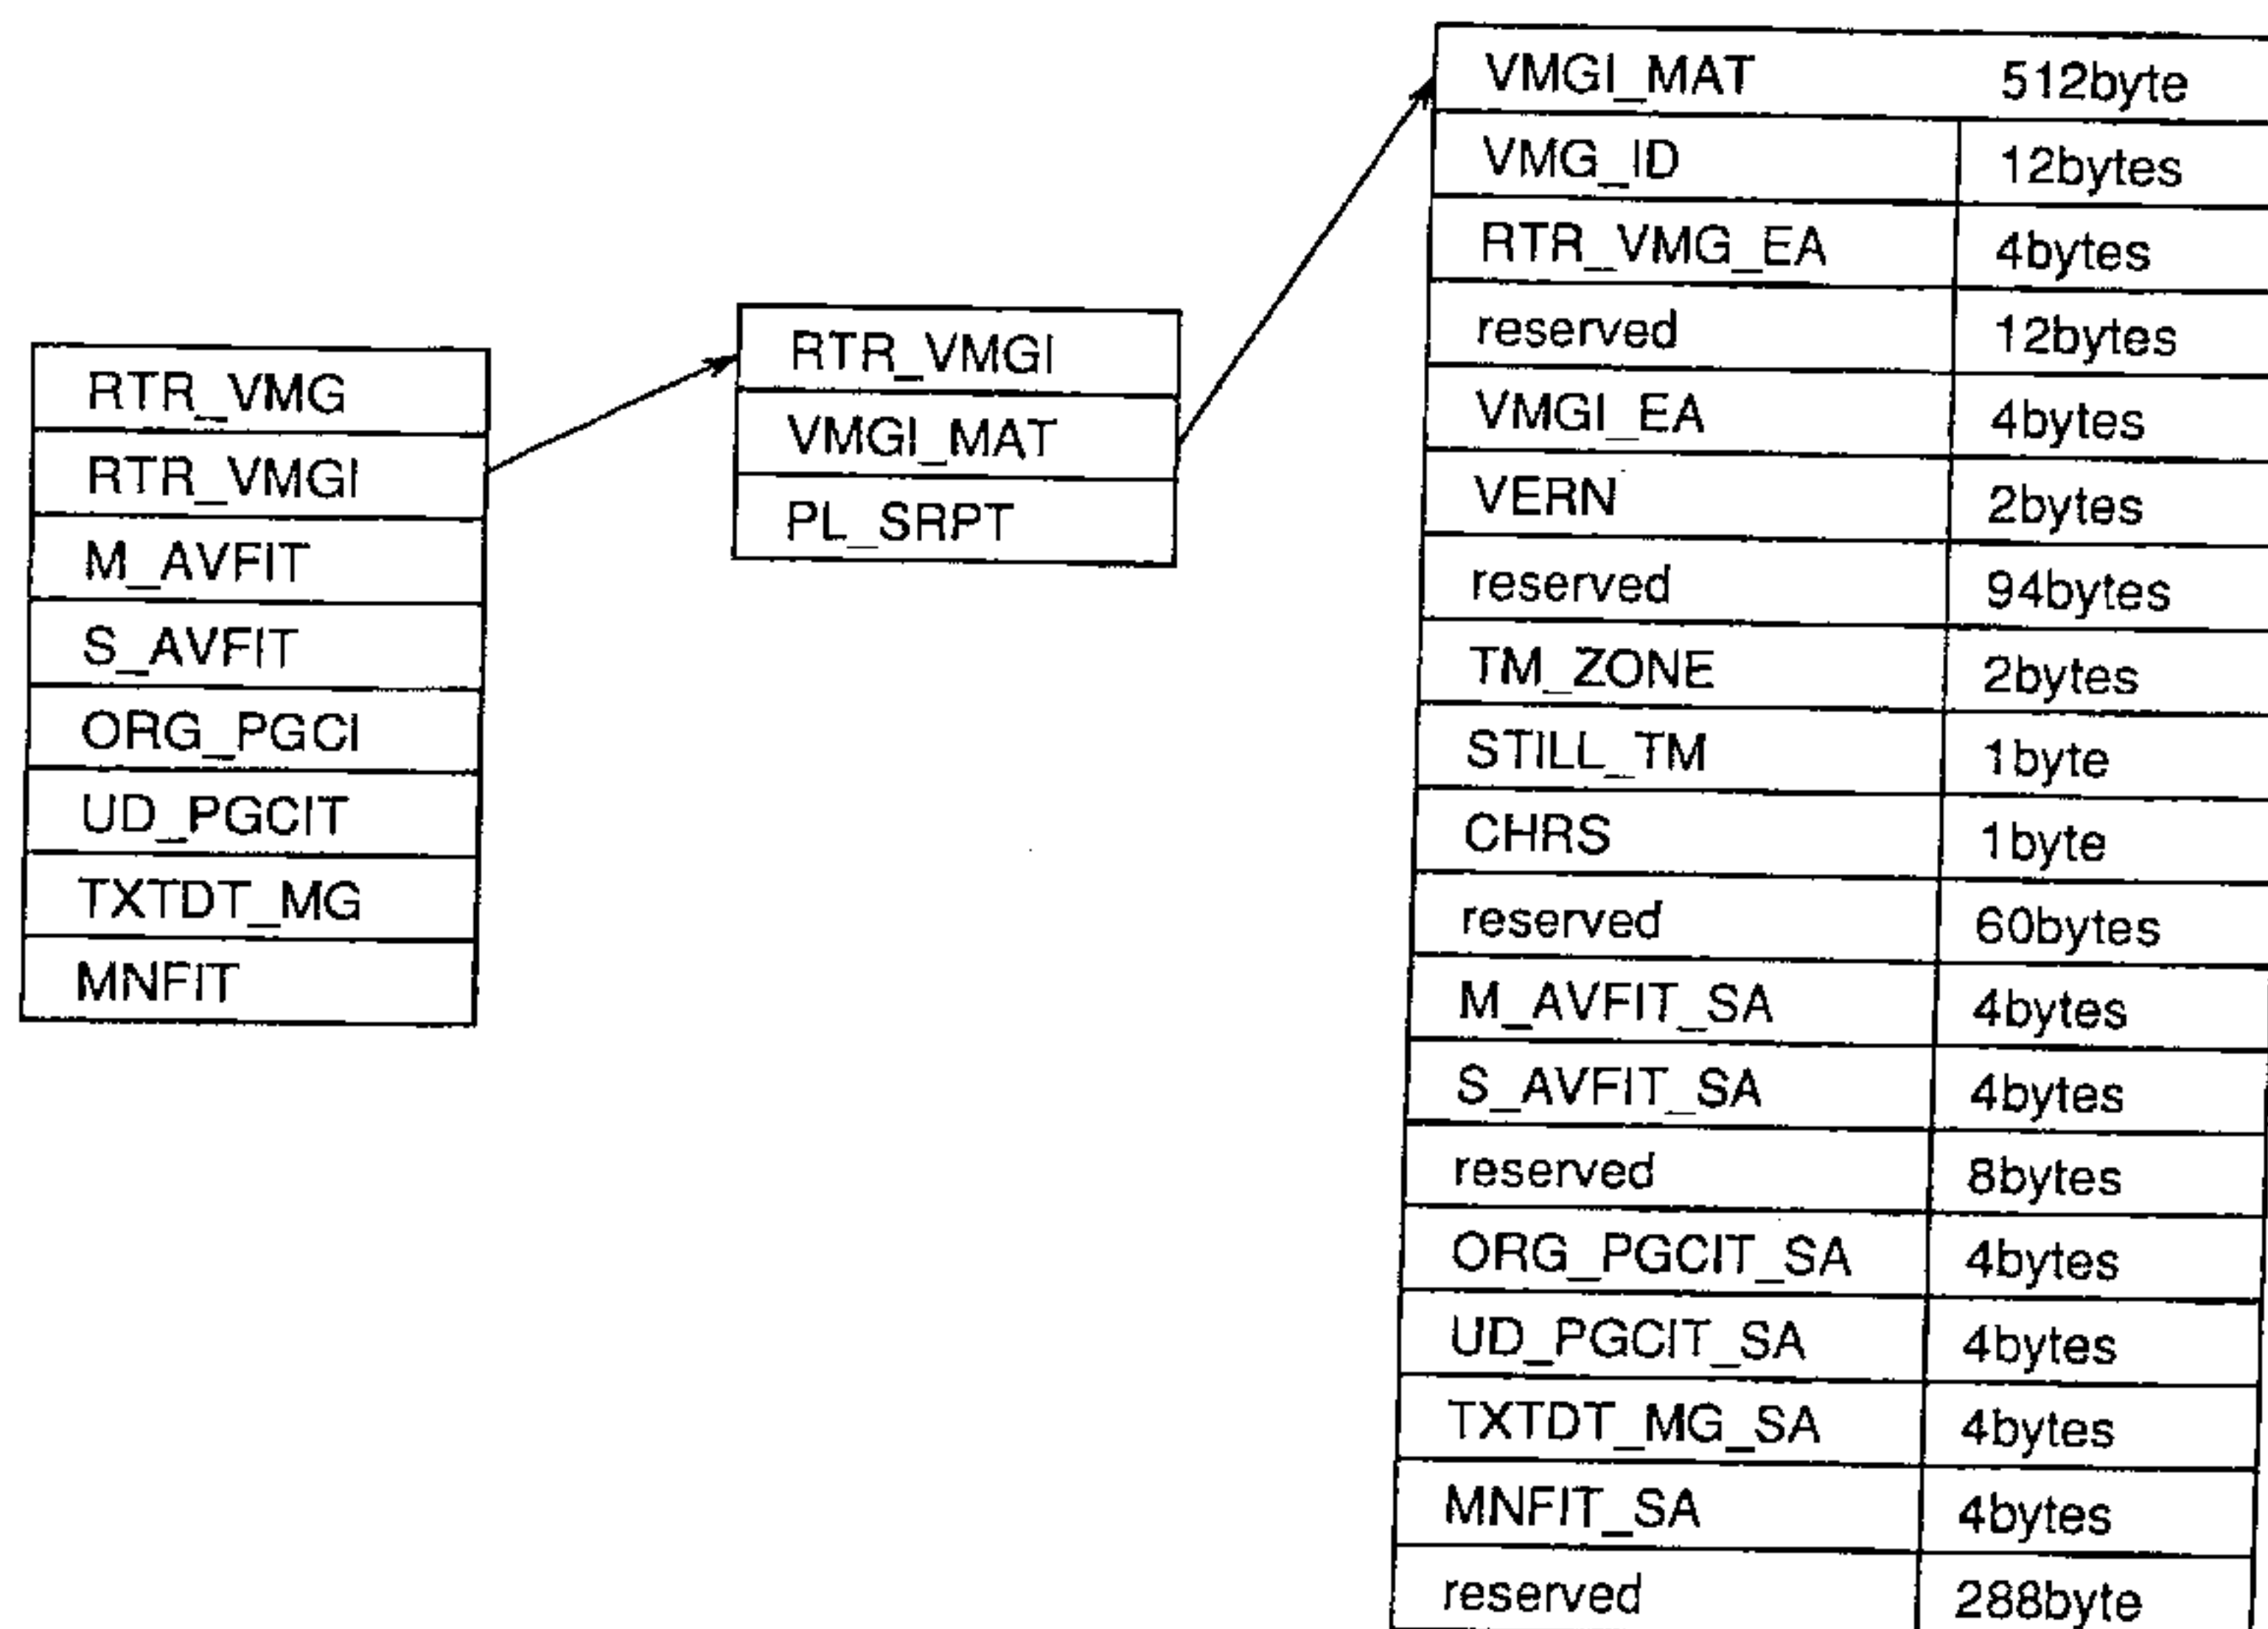 RTR_VMG
RTR_VMGI
M_AVFIT
S_AVFIT
ORG_PGCI
UD_PGCIT
TXTDT_MG
MNFIT
RTR_VMGI
VMGI_MAT
PL_SRPT
VMGI_MAT 512byte
VMG_ID 12bytes
RTR_VMG_EA 4bytes
reserved 12bytes
VMGI_EA 4bytes
VERN 2bytes
reserved 94bytes
TM_ZONE 2bytes
STILL_TM 1byte
CHRS 1byte
reserved 60bytes
M_AVFIT_SA 4bytes
S_AVFIT_SA 4bytes
reserved 8bytes
ORG_PGCIT_SA 4bytes
UD_PGCIT_SA 4bytes
TXTDT_MG_SA 4bytes
MNFIT_SA 4bytes
reserved 288byte